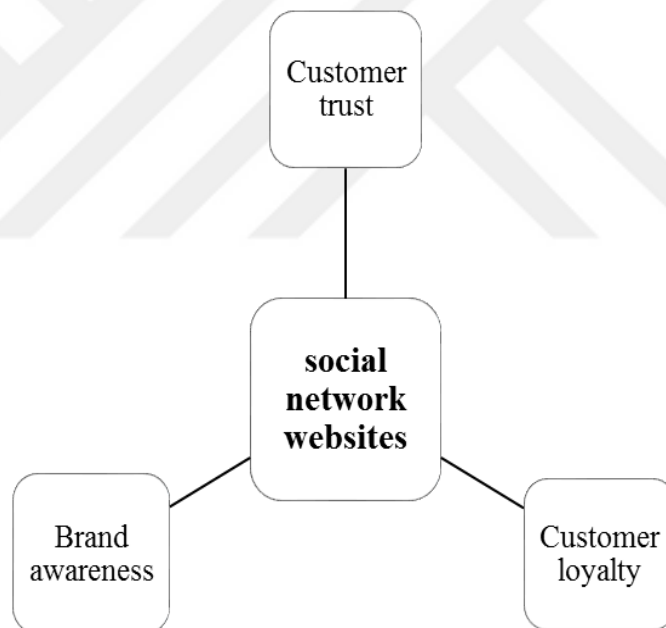 Customer
trust
social
network
websites
Brand
awareness
Customer
loyalty